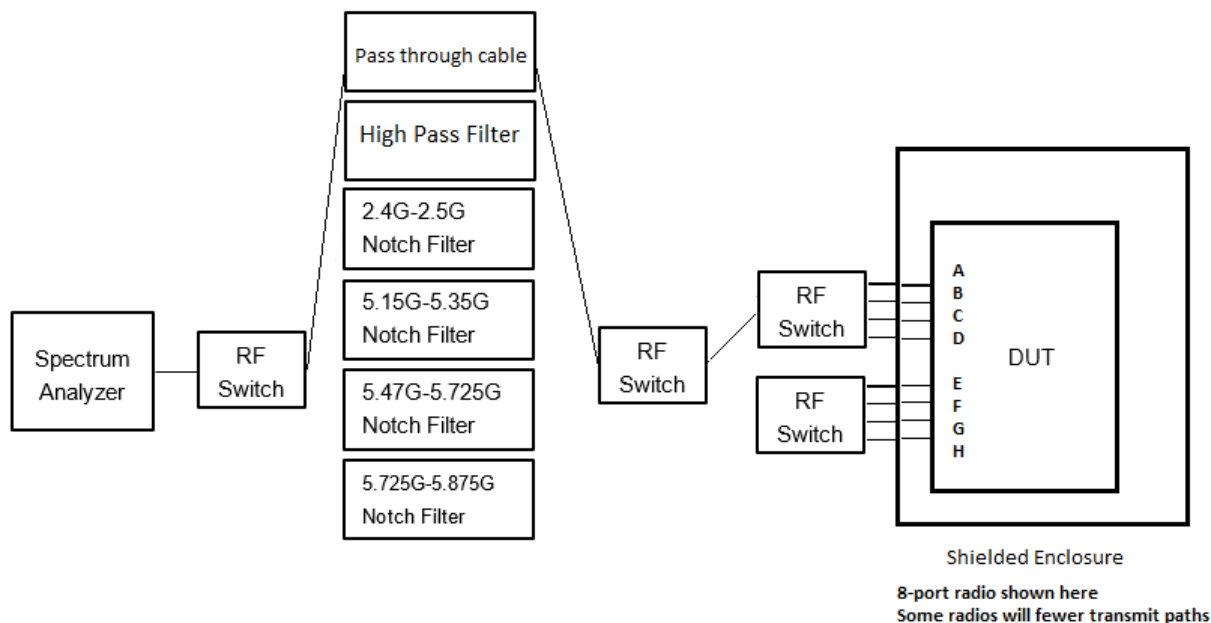 Pass through cable
High Pass Filter
2.4G-2.5G
Notch Filter
5.15G-5.35G
Notch Filter
5.47G-5.725G
Notch Filter
5.725G-5.875G
Notch Filter
Spectrum
Analyzer
RF
Switch
RF
Switch
RF
Switch
RF
Switch
A
B
C
D
E
F
G
H
DUT
Shielded Enclosure
8-port radio shown here
Some radios will fewer transmit paths